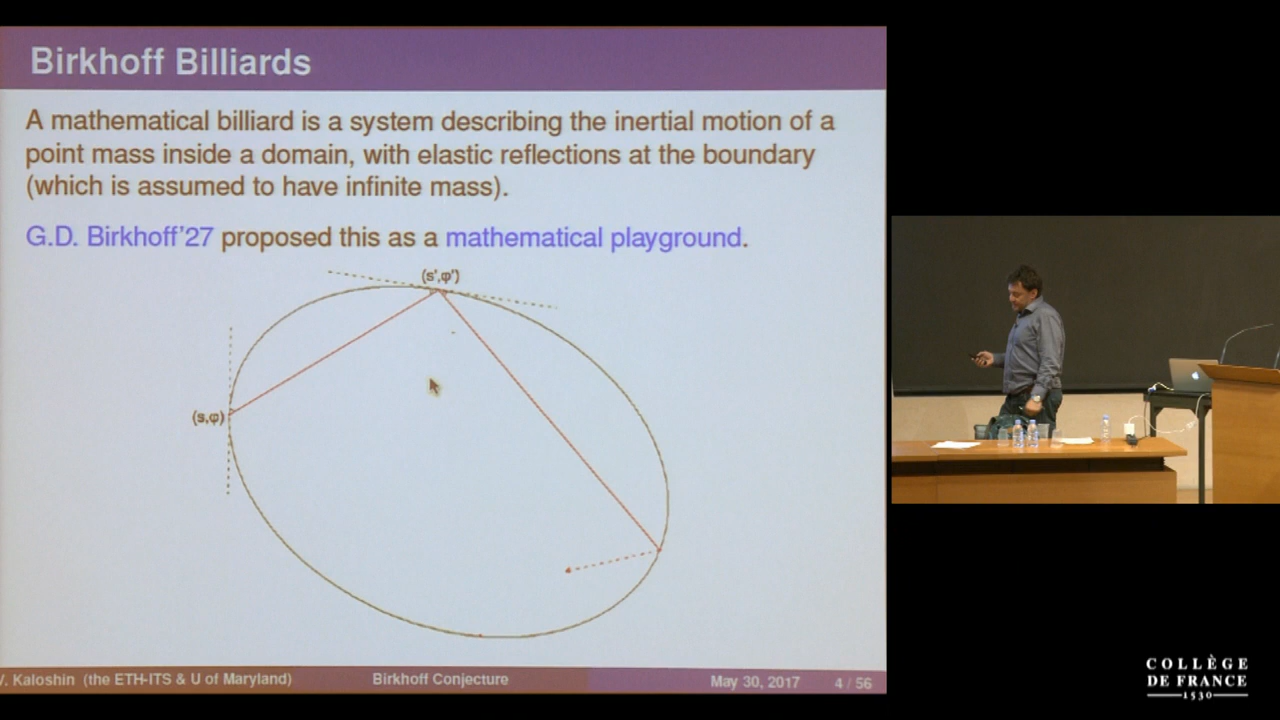 Birkhoff Billiards
A mathematical billiard is a system describing the inertial motion of a
point mass inside a domain, with elastic reflections at the boundary
(which is assumed to have infinite mass).
G.D. Birkhoff'27 proposed this as a mathematical playground.
(s',φ')
(s,φ)
V. Kaloshin (the ETH-ITS & U of Maryland)
Birkhoff Conjecture
May 30, 2017
4 / 56
COLLÈGE
DE FRANCE
1530